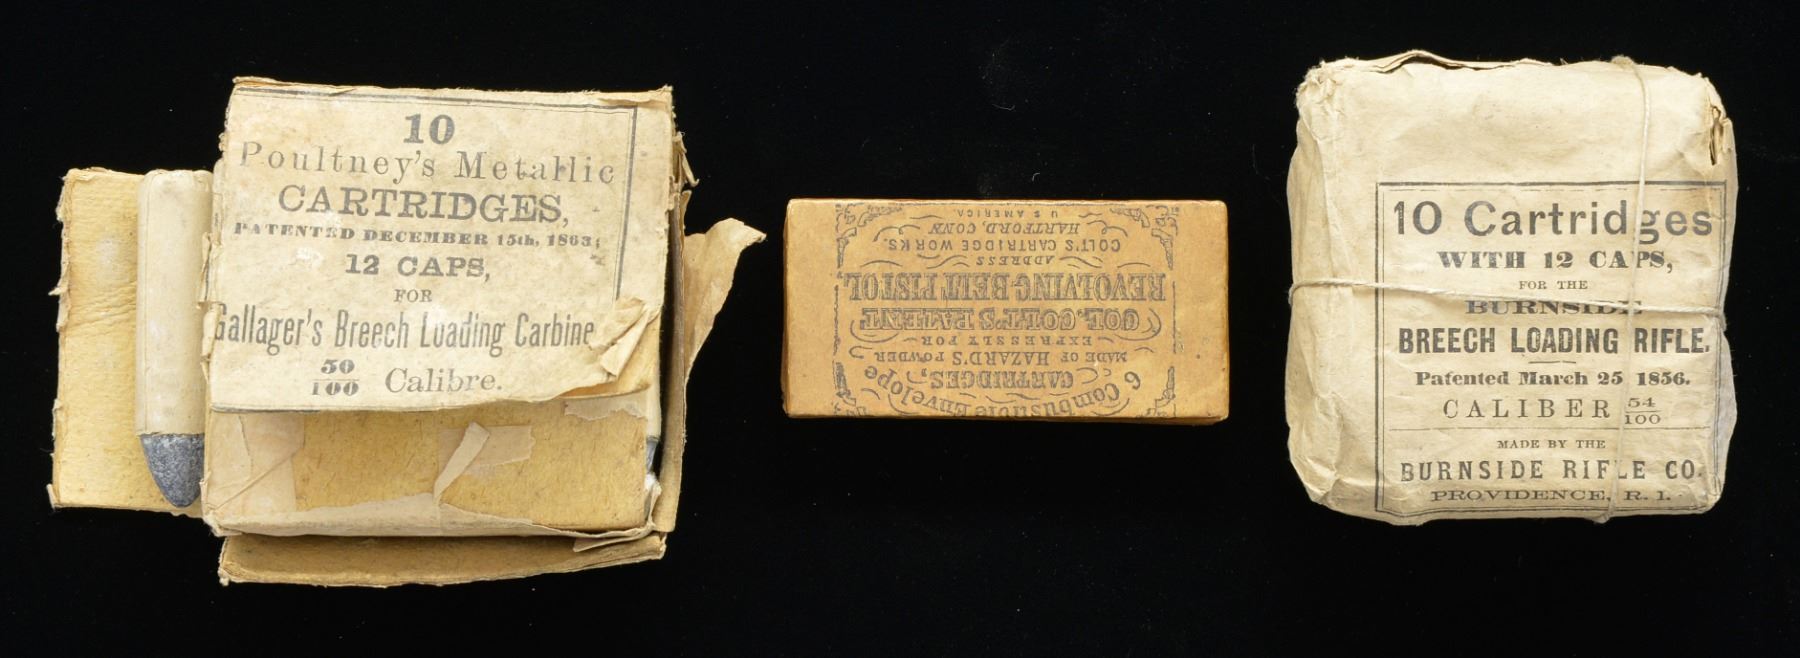 10
Poultney's Metallic
CARTRIDGES,
PATENTED DECEMBER 15th, 1863;
12 CAPS,
FOR
Gallager's Breech Loading Carbine
50/100 Calibre.
6 Combustible Envelope
CARTRIDGES,
MADE OF HAZARD'S POWDER
EXPRESSLY FOR
COL. COLT'S PATENT
REVOLVING BELT PISTOL.
ADDRESS
COLT'S CARTRIDGE WORKS.
HARTFORD, CONN
U S AMERICA.
10 Cartridges
WITH 12 CAPS,
FOR THE
BURNSIDE
BREECH LOADING RIFLE.
Patented March 25 1856.
CALIBER 54/100
MADE BY THE
BURNSIDE RIFLE CO.
PROVIDENCE, R. I.